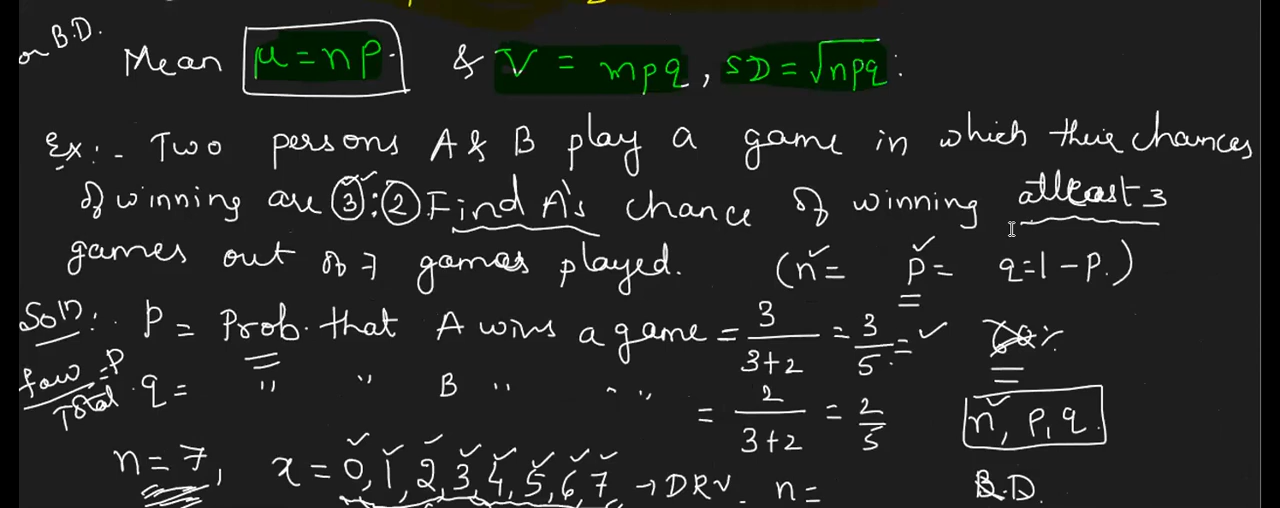 on B.D.
Mean μ = np. & V = npq, SD = √npq :
Ex:- Two persons A & B play a game in which their chances
of winning are 3:2 Find A's chance of winning atleast 3
games out of 7 games played. (n = p = q = 1 - p.)
Sol^n: P = Prob. that A wins a game = 3/(3+2) = 3/5 =
fav/Total = P
q = " " B " " " = 2/(3+2) = 2/5
n, p, q.
n = 7, x = 0, 1, 2, 3, 4, 5, 6, 7 → DRV. n = B.D.